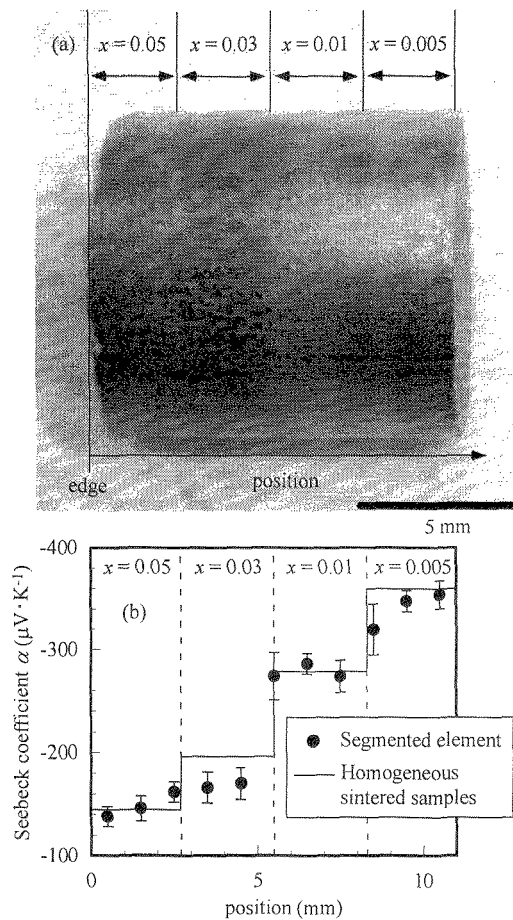 (a)
x = 0.05 x = 0.03 x = 0.01 x = 0.005
edge position
5 mm
-400
x = 0.05 x = 0.03 x = 0.01 x = 0.005
(b)
-300
-200
-100
Seebeck coefficient α (μV·K⁻¹)
Segmented element
Homogeneous
sintered samples
0 5 10
position (mm)